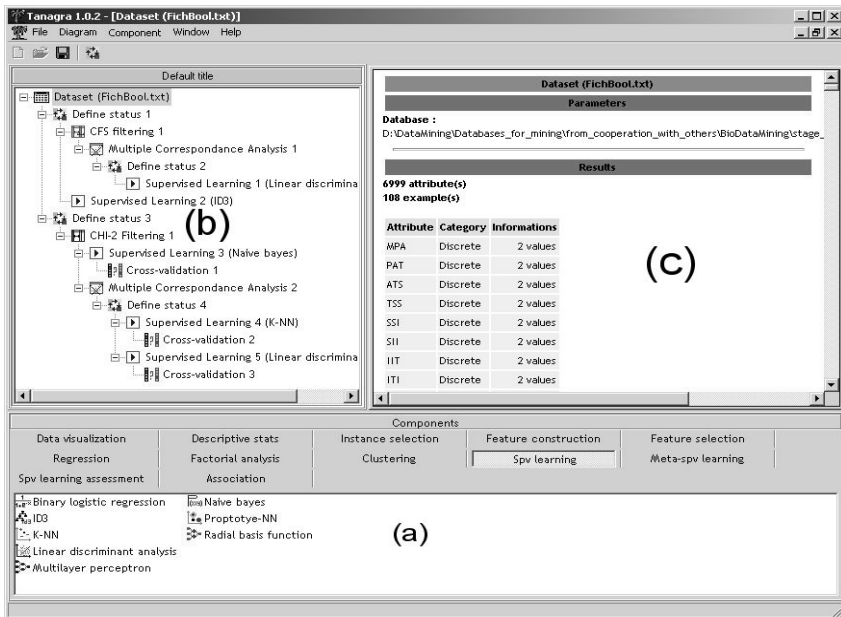 Tanagra 1.0.2 - [Dataset (FichBool.txt)]
File Diagram Component Window Help
Default title
Dataset (FichBool.txt)
Define status 1
CFS filtering 1
Multiple Correspondance Analysis 1
Define status 2
Supervised Learning 1 (Linear discrimina
Supervised Learning 2 (ID3)
Define status 3
(b)
CHI-2 Filtering 1
Supervised Learning 3 (Naive bayes)
Cross-validation 1
Multiple Correspondance Analysis 2
Define status 4
Supervised Learning 4 (K-NN)
Cross-validation 2
Supervised Learning 5 (Linear discrimina
Cross-validation 3
Dataset (FichBool.txt)
Parameters
Database :
D:\DataMining\Databases_for_mining\from_cooperation_with_others\BioDataMining\stage_
Results
6999 attribute(s)
108 example(s)
Attribute Category Informations
MPA Discrete 2 values
PAT Discrete 2 values
ATS Discrete 2 values
TSS Discrete 2 values
SSI Discrete 2 values
SII Discrete 2 values
IIT Discrete 2 values
ITI Discrete 2 values
(c)
Components
Data visualization Descriptive stats Instance selection Feature construction Feature selection
Regression Factorial analysis Clustering Spv learning Meta-spv learning
Spv learning assessment Association
Binary logistic regression Naive bayes
ID3 Proptotye-NN
K-NN Radial basis function
Linear discriminant analysis
Multilayer perceptron
(a)